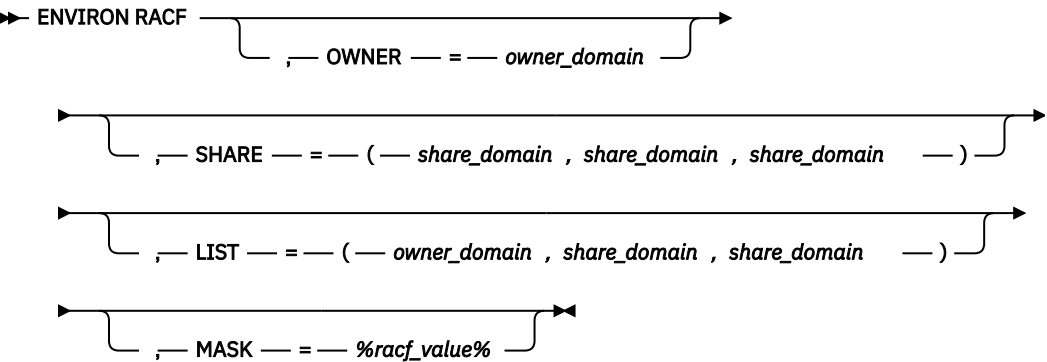 ENVIRON RACF
, OWNER = owner_domain
, SHARE = ( share_domain , share_domain , share_domain )
, LIST = ( owner_domain , share_domain , share_domain )
, MASK = %racf_value%